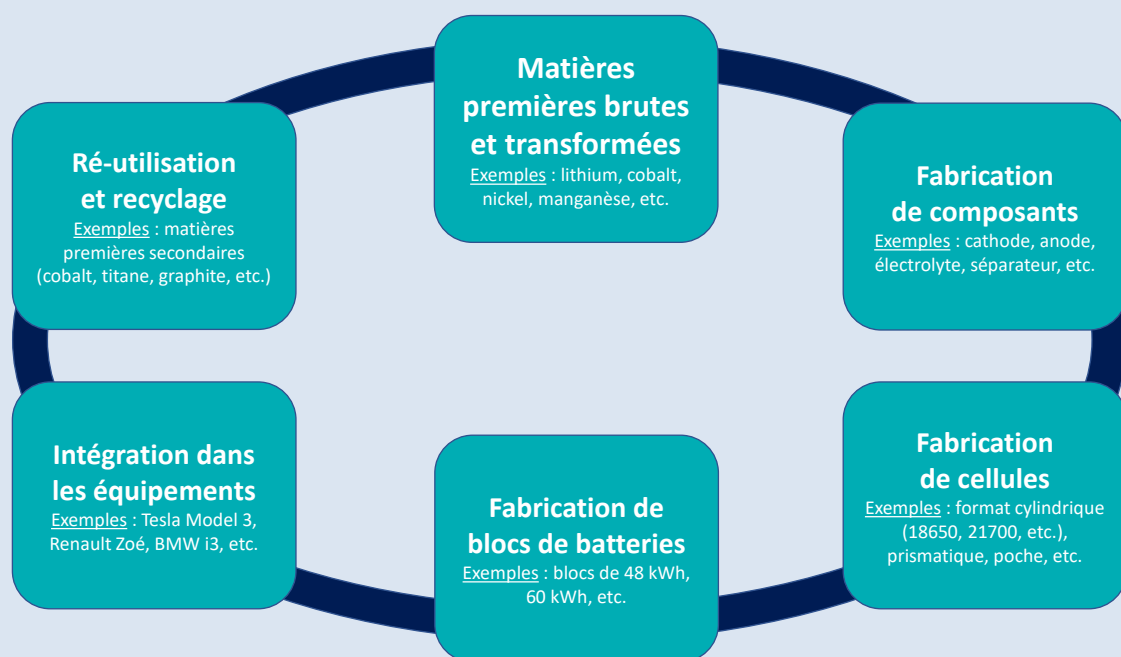 Matières
premières brutes
et transformées
Exemples : lithium, cobalt,
nickel, manganèse, etc.
Fabrication
de composants
Exemples : cathode, anode,
électrolyte, séparateur, etc.
Fabrication
de cellules
Exemples : format cylindrique
(18650, 21700, etc.),
prismatique, poche, etc.
Fabrication de
blocs de batteries
Exemples : blocs de 48 kWh,
60 kWh, etc.
Intégration dans
les équipements
Exemples : Tesla Model 3,
Renault Zoé, BMW i3, etc.
Ré-utilisation
et recyclage
Exemples : matières
premières secondaires
(cobalt, titane, graphite, etc.)